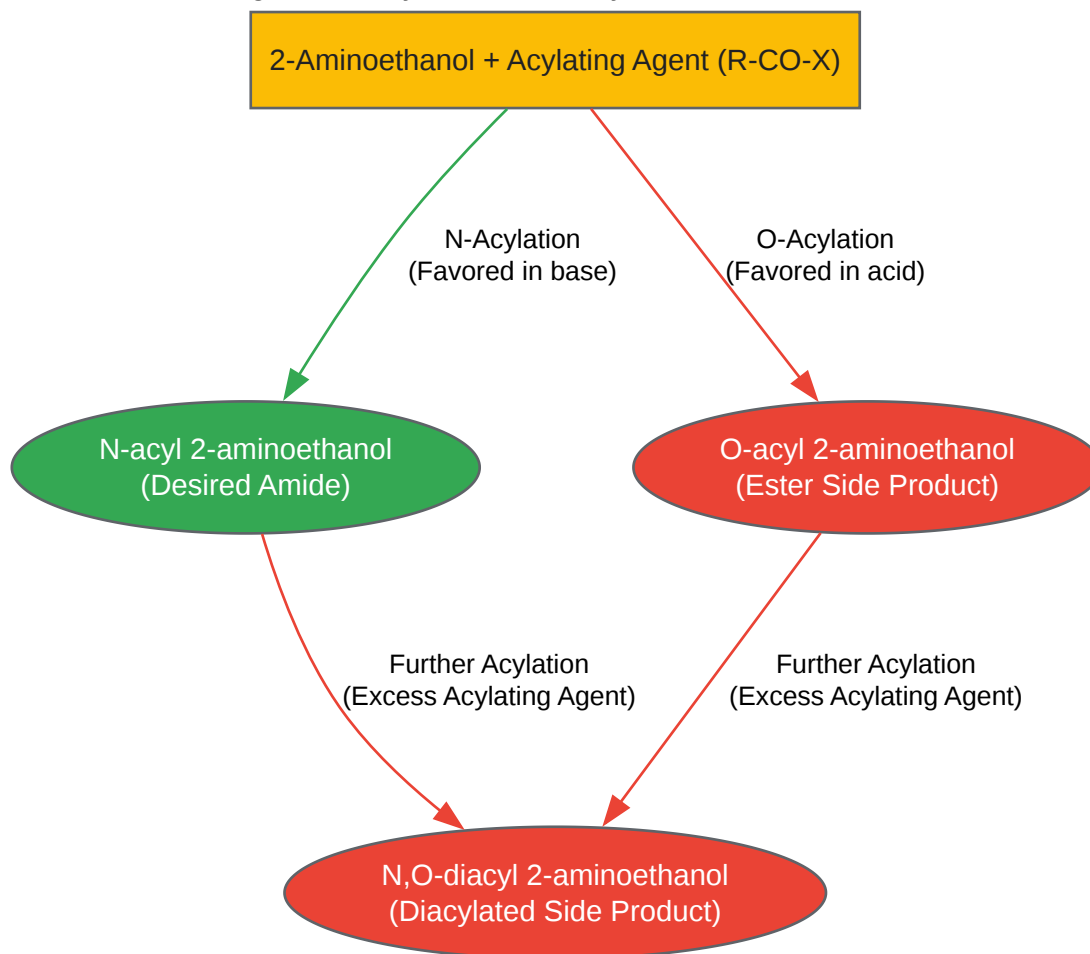 2-Aminoethanol + Acylating Agent (R-CO-X)
N-Acylation
(Favored in base)
O-Acylation
(Favored in acid)
N-acyl 2-aminoethanol
(Desired Amide)
O-acyl 2-aminoethanol
(Ester Side Product)
Further Acylation
(Excess Acylating Agent)
Further Acylation
(Excess Acylating Agent)
N,O-diacyl 2-aminoethanol
(Diacylated Side Product)